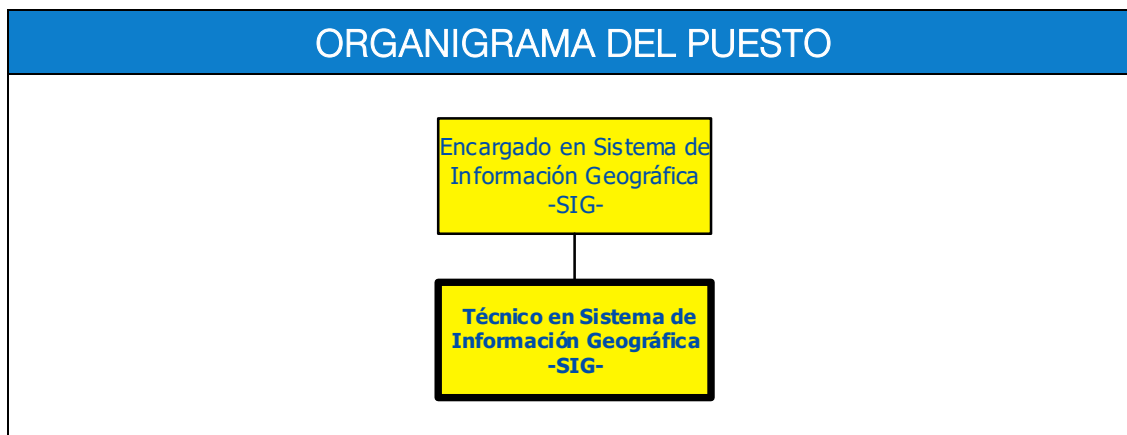 ORGANIGRAMA DEL PUESTO
Encargado en Sistema de
Información Geográfica
-SIG-
Técnico en Sistema de
Información Geográfica
-SIG-